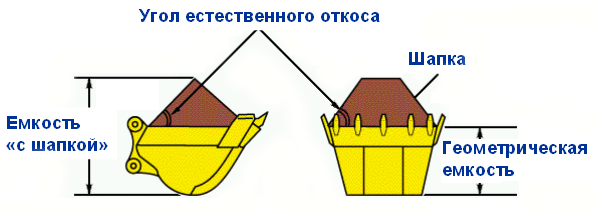 Угол естественного откоса
Шапка
Емкость
«с шапкой»
Геометрическая
емкость